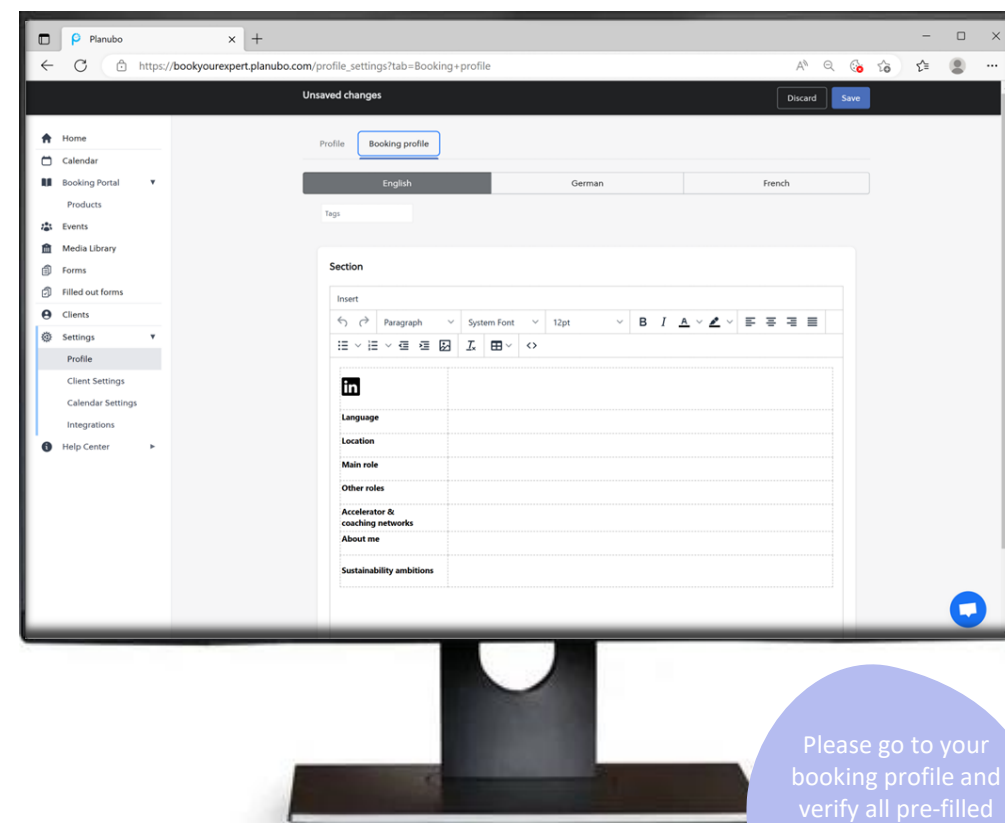 Planubo
https://bookyourexpert.planubo.com/profile_settings?tab=Booking+profile
Unsaved changes
Discard
Save
Home
Calendar
Booking Portal
Products
Events
Media Library
Forms
Filled out forms
Clients
Settings
Profile
Client Settings
Calendar Settings
Integrations
Help Center
Profile
Booking profile
English
German
French
Tags
Section
Insert
Paragraph
System Font
12pt
B
I
A
in
Language
Location
Main role
Other roles
Accelerator &
coaching networks
About me
Sustainability ambitions
Please go to your
booking profile and
verify all pre-filled